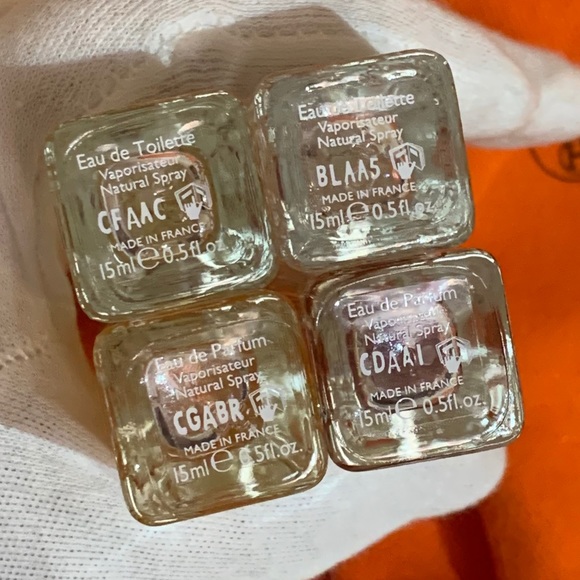 Eau de Toilette
Vaporisateur
Natural Spray
CFAAC
MADE IN FRANCE
15ml℮0.5fl.oz.
Eau de Toilette
Vaporisateur
Natural Spray
BLAA5
MADE IN FRANCE
15ml℮0.5fl.oz.
Eau de Parfum
Vaporisateur
Natural Spray
CGABR
MADE IN FRANCE
15ml℮0.5fl.oz.
Eau de Parfum
Vaporisateur
Natural Spray
CDAAI
MADE IN FRANCE
15ml℮0.5fl.oz.